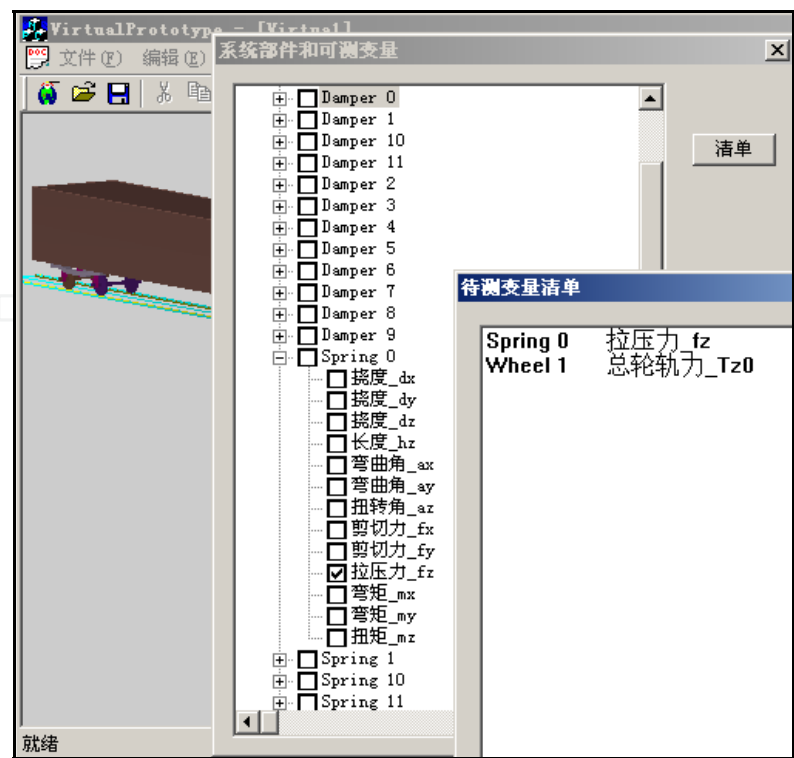 VirtualPrototype - [Virtual]
文件(F) 编辑(E)
系统部件和可测变量
Damper 0
Damper 1
Damper 10
Damper 11
Damper 2
Damper 3
Damper 4
Damper 5
Damper 6
Damper 7
Damper 8
Damper 9
Spring 0
挠度_dx
挠度_dy
挠度_dz
长度_hz
弯曲角_ax
弯曲角_ay
扭转角_az
剪切力_fx
剪切力_fy
拉压力_fz
弯矩_mx
弯矩_my
扭矩_mz
Spring 1
Spring 10
Spring 11
清单
待测变量清单
Spring 0 拉压力_fz
Wheel 1 总轮轨力_Tz0
就绪